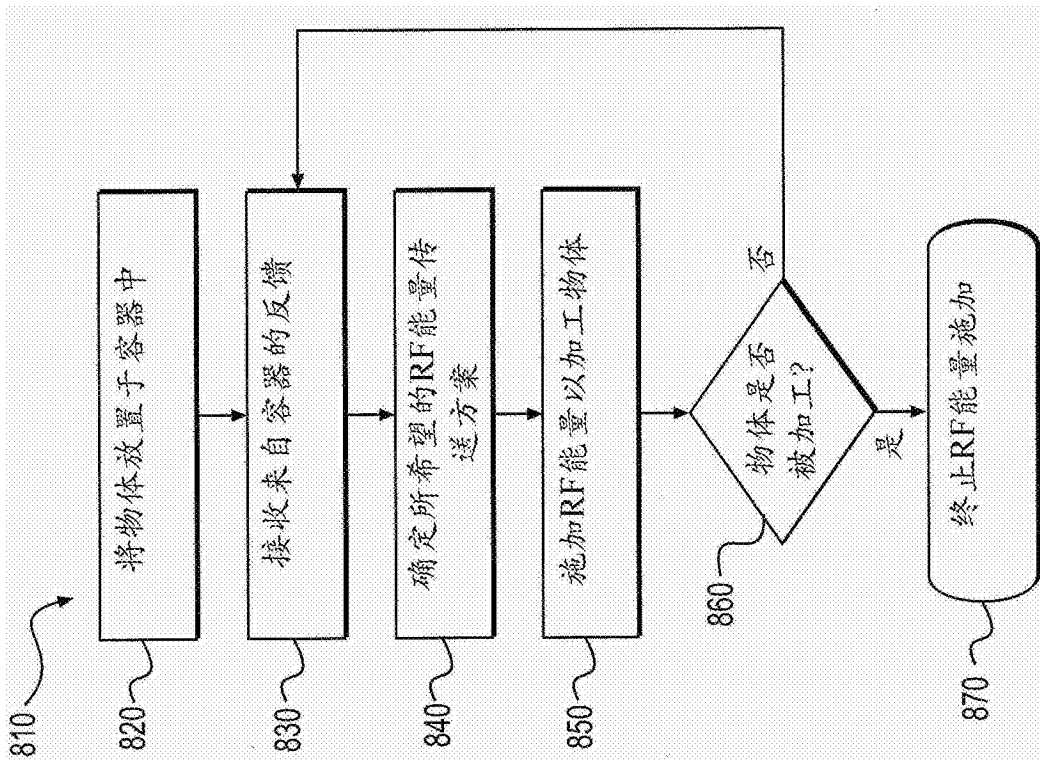 810
820
将物体放置于容器中
830
接收来自容器的反馈
840
确定所希望的RF能量传
送方案
850
施加RF能量以加工物体
860
物体是否
被加工?
否
是
870
终止RF能量施加